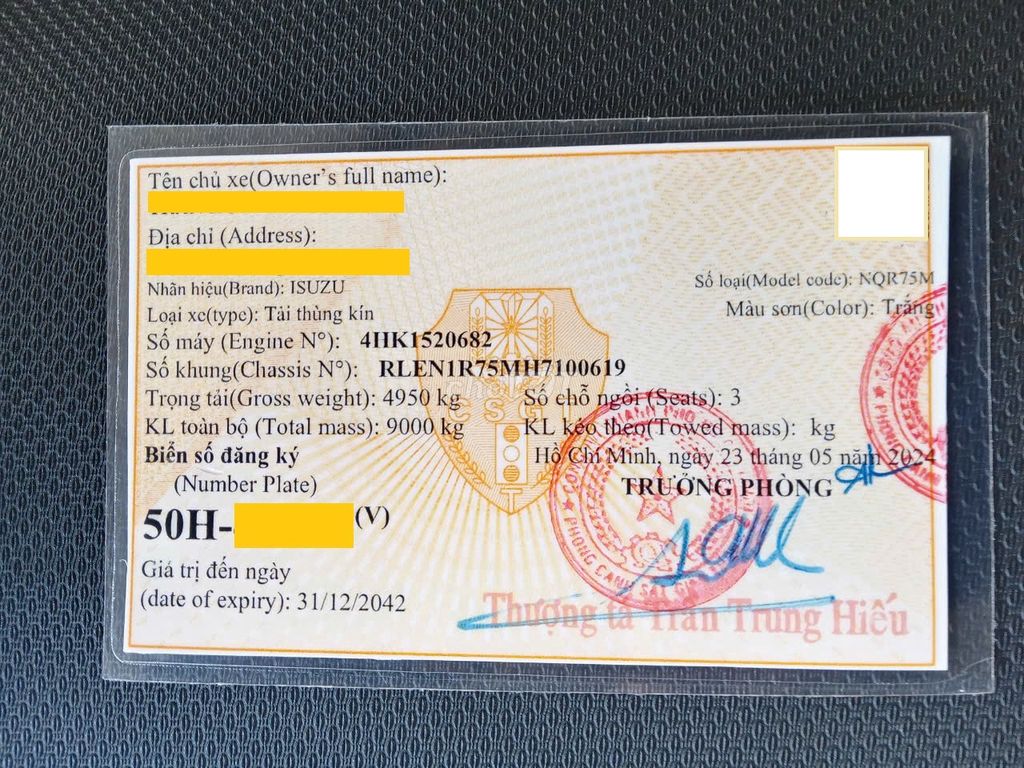 Tên chủ xe(Owner's full name):
Địa chỉ (Address):
Nhãn hiệu(Brand): ISUZU
Số loại(Model code): NQR75M
Loại xe(type): Tải thùng kín
Màu sơn(Color): Trắng
Số máy (Engine N°): 4HK1520682
Số khung(Chassis N°): RLEN1R75MH7100619
Trọng tải(Gross weight): 4950 kg
Số chỗ ngồi (Seats): 3
KL toàn bộ (Total mass): 9000 kg
KL kéo theo(Towed mass): kg
Biển số đăng ký
Hồ Chí Minh, ngày 23 tháng 05 năm 2024
(Number Plate)
TRƯỞNG PHÒNG
50H-
(V)
Giá trị đến ngày
(date of expiry): 31/12/2042
Thượng tá Trần Trung Hiếu
CSGT